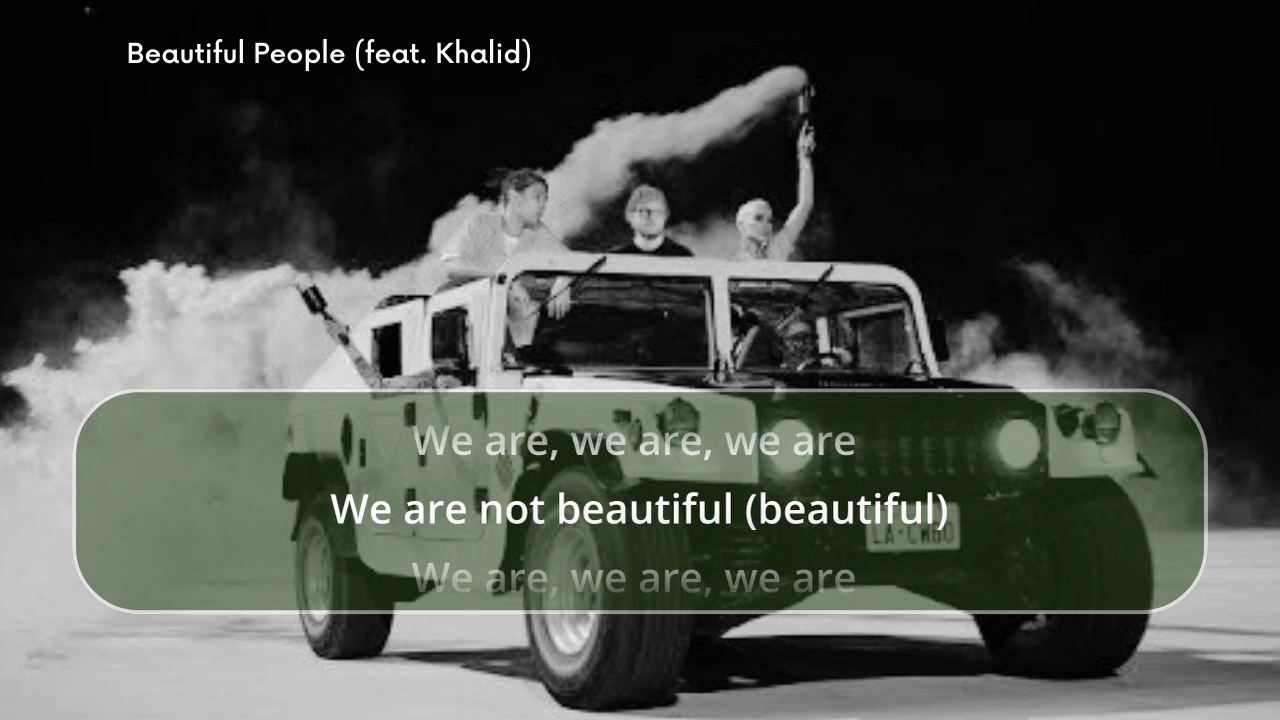 Beautiful People (feat. Khalid)
We are, we are, we are
We are not beautiful (beautiful)
We are, we are, we are